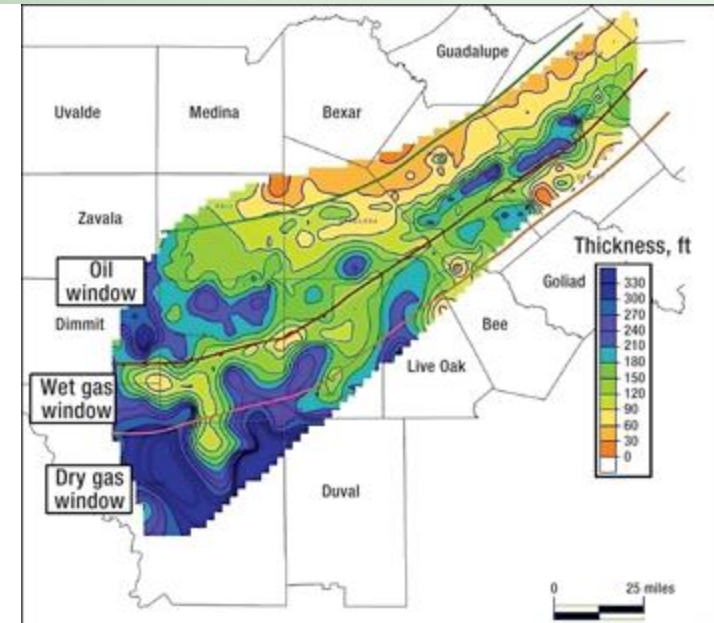 Guadalupe
Uvalde
Medina
Bexar
Zavala
Thickness, ft
Oil
window
Goliad
330
300
270
240
210
180
150
120
90
60
30
0
Dimmit
Bee
Live Oak
Wet gas
window
Dry gas
window
Duval
0 25 miles